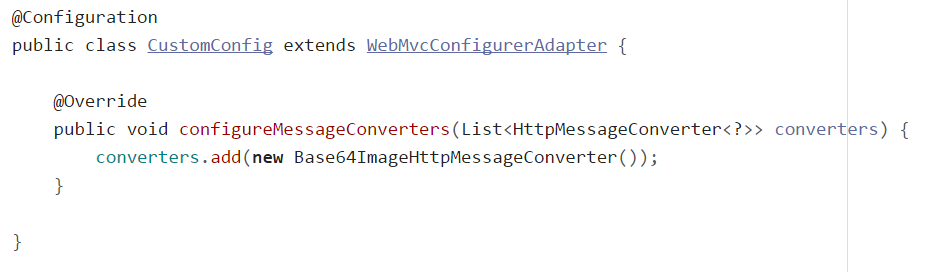 @Configuration
public class CustomConfig extends WebMvcConfigurerAdapter {
@Override
public void configureMessageConverters(List<HttpMessageConverter<?>> converters) {
converters.add(new Base64ImageHttpMessageConverter());
}
}